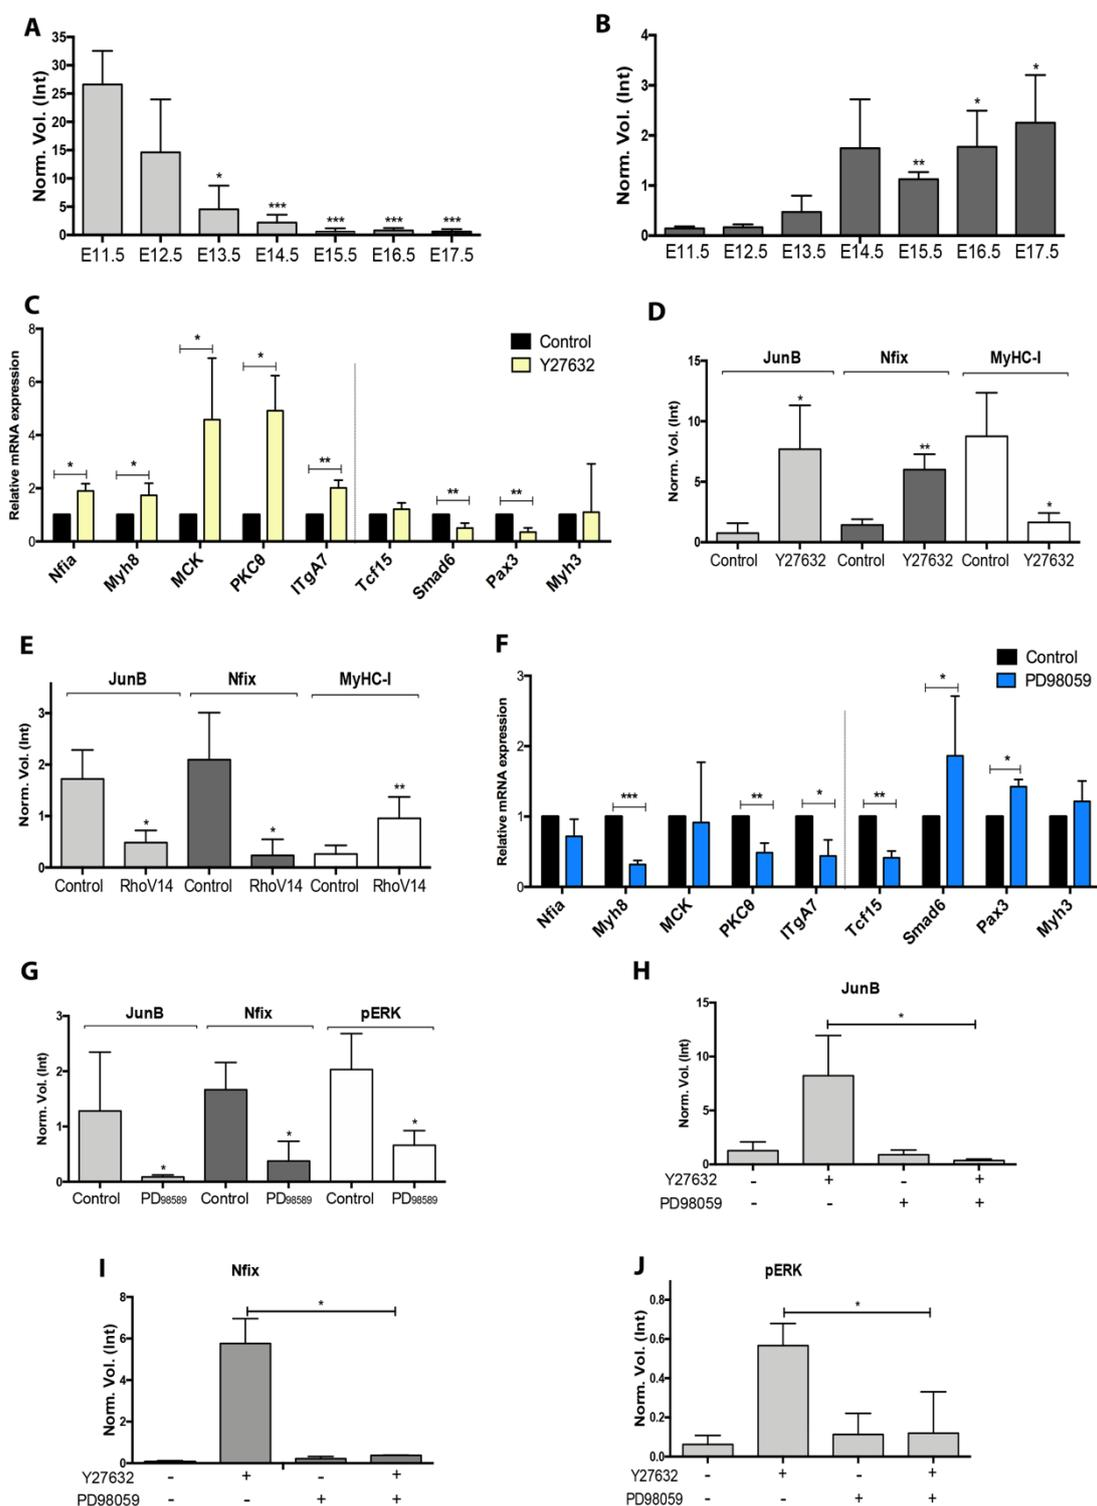 A
Norm. Vol. (Int)
35
30
25
20
15
10
5
0
*
***
***
***
***
E11.5 E12.5 E13.5 E14.5 E15.5 E16.5 E17.5
B
Norm. Vol. (Int)
4
3
2
1
0
**
*
*
E11.5 E12.5 E13.5 E14.5 E15.5 E16.5 E17.5
C
Relative mRNA expression
8
6
4
2
0
Control
Y27632
*
*
*
*
**
**
**
Nfia Myh8 MCK PKCθ ITgA7 Tcf15 Smad6 Pax3 Myh3
D
Norm. Vol. (Int)
15
10
5
0
JunB Nfix MyHC-I
*
**
*
Control Y27632 Control Y27632 Control Y27632
E
Norm. Vol. (Int)
3
2
1
0
JunB Nfix MyHC-I
*
*
**
Control RhoV14 Control RhoV14 Control RhoV14
F
Relative mRNA expression
3
2
1
0
Control
PD98059
***
**
*
**
*
*
Nfia Myh8 MCK PKCθ ITgA7 Tcf15 Smad6 Pax3 Myh3
G
Norm. Vol. (Int)
3
2
1
0
JunB Nfix pERK
*
*
*
Control PD98589 Control PD98589 Control PD98589
H
JunB
Norm. Vol. (Int)
15
10
5
0
*
Y27632 - + - +
PD98059 - - + +
I
Nfix
Norm. Vol. (Int)
8
6
4
2
0
*
Y27632 - + - +
PD98059 - - + +
J
pERK
Norm. Vol. (Int)
0.8
0.6
0.4
0.2
0.0
*
Y27632 - + - +
PD98059 - - + +